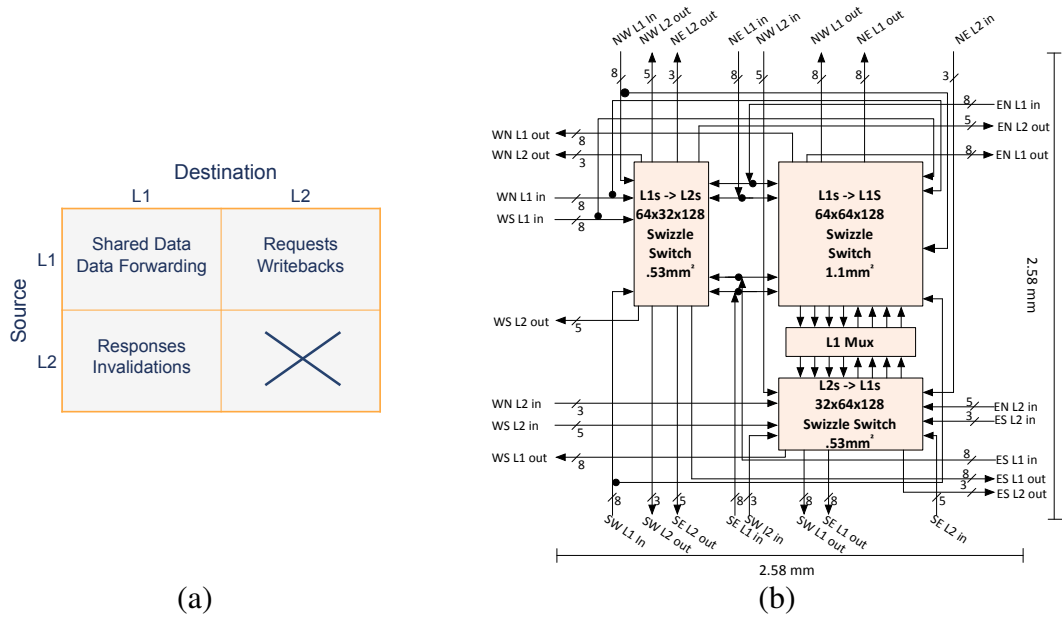 Destination
L1
L2
Source
L1
Shared Data
Data Forwarding
Requests
Writebacks
L2
Responses
Invalidations
(a)
NW L1 In
NW L2 out
NE L2 out
NE L1 in
NW L2 in
NW L1 out
NE L1 out
NE L2 in
8
5
3
8
5
8
8
3
8
EN L1 in
5
EN L2 out
8
EN L1 out
WN L1 out
8
WN L2 out
3
WN L1 in
8
WS L1 in
8
L1s -> L2s
64x32x128
Swizzle
Switch
.53mm²
L1s -> L1S
64x64x128
Swizzle
Switch
1.1mm²
WS L2 out
5
L1 Mux
L2s -> L1s
32x64x128
Swizzle Switch
.53mm²
WN L2 in
3
WS L2 in
5
WS L1 out
8
5
EN L2 in
3
ES L2 in
8
ES L1 in
8
ES L1 out
3
ES L2 out
8
3
5
8
3
8
8
5
SW L1 In
SW L2 out
SE L2 out
SE L1 in
SW l2 in
SW L1 out
SE L1 out
SE L2 in
2.58 mm
2.58 mm
(b)